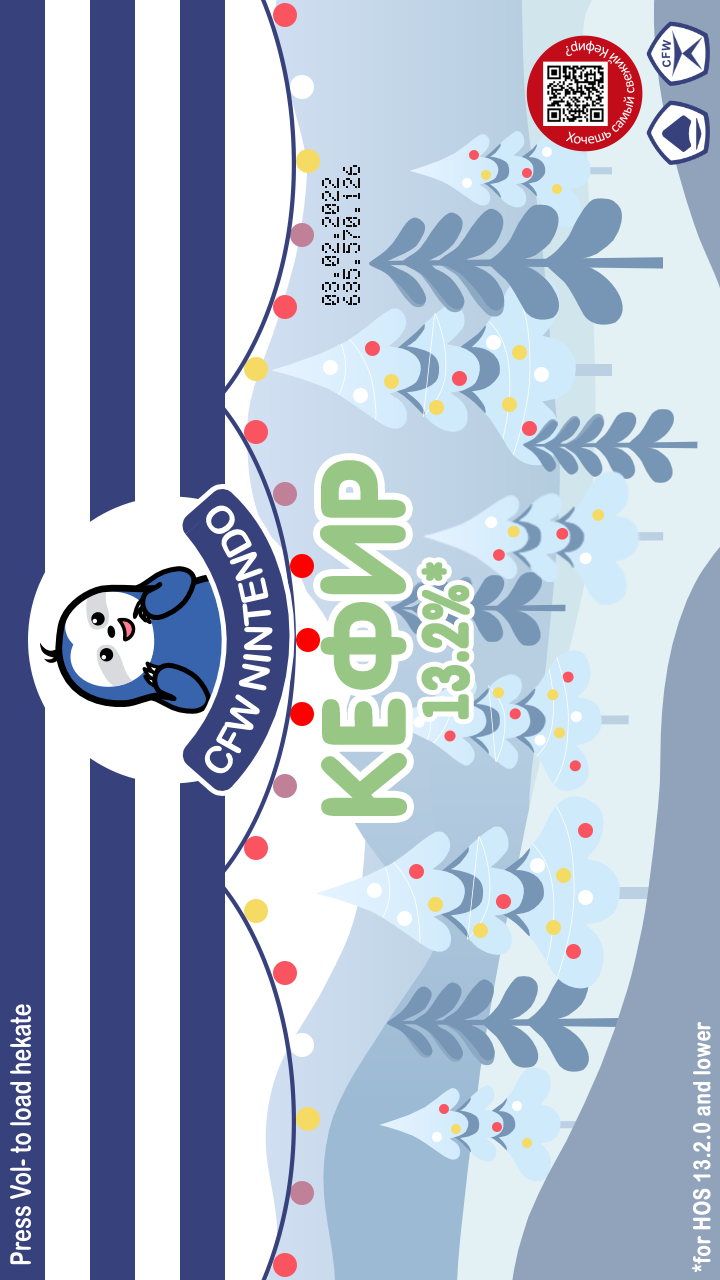 Press Vol- to load hekate
CFW NINTENDO
03.02.2022
635.570.126
КЕФИР
13.2%*
Хочешь самый свежий Кефир?
CFW
*for HOS 13.2.0 and lower